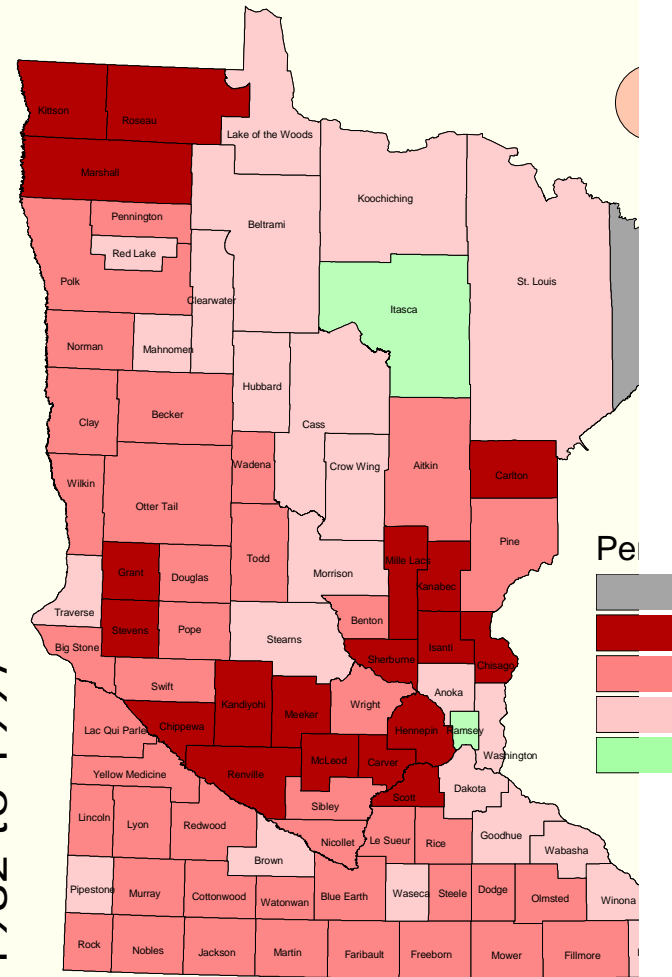 Kittson
Roseau
Lake of the Woods
Marshall
Koochiching
Pennington
Beltrami
Red Lake
Polk
St. Louis
Clearwater
Itasca
Norman
Mahnomen
Hubbard
Becker
Clay
Cass
Wadena
Crow Wing
Aitkin
Carlton
Wilkin
Otter Tail
Pine
Todd
Mille Lacs
Grant
Douglas
Morrison
Kanabec
Traverse
Benton
Stevens
Pope
Stearns
Isanti
Big Stone
Sherburne
Chisago
Swift
Anoka
Kandiyohi
Wright
Meeker
Lac Qui Parle
Chippewa
Hennepin
Ramsey
Washington
McLeod
Carver
Yellow Medicine
Renville
Dakota
Scott
Sibley
Lincoln
Lyon
Redwood
Nicollet
Le Sueur
Rice
Goodhue
Wabasha
Brown
Pipestone
Murray
Cottonwood
Watonwan
Blue Earth
Waseca
Steele
Dodge
Olmsted
Winona
Rock
Nobles
Jackson
Martin
Faribault
Freeborn
Mower
Fillmore
Per
1982 to 1997